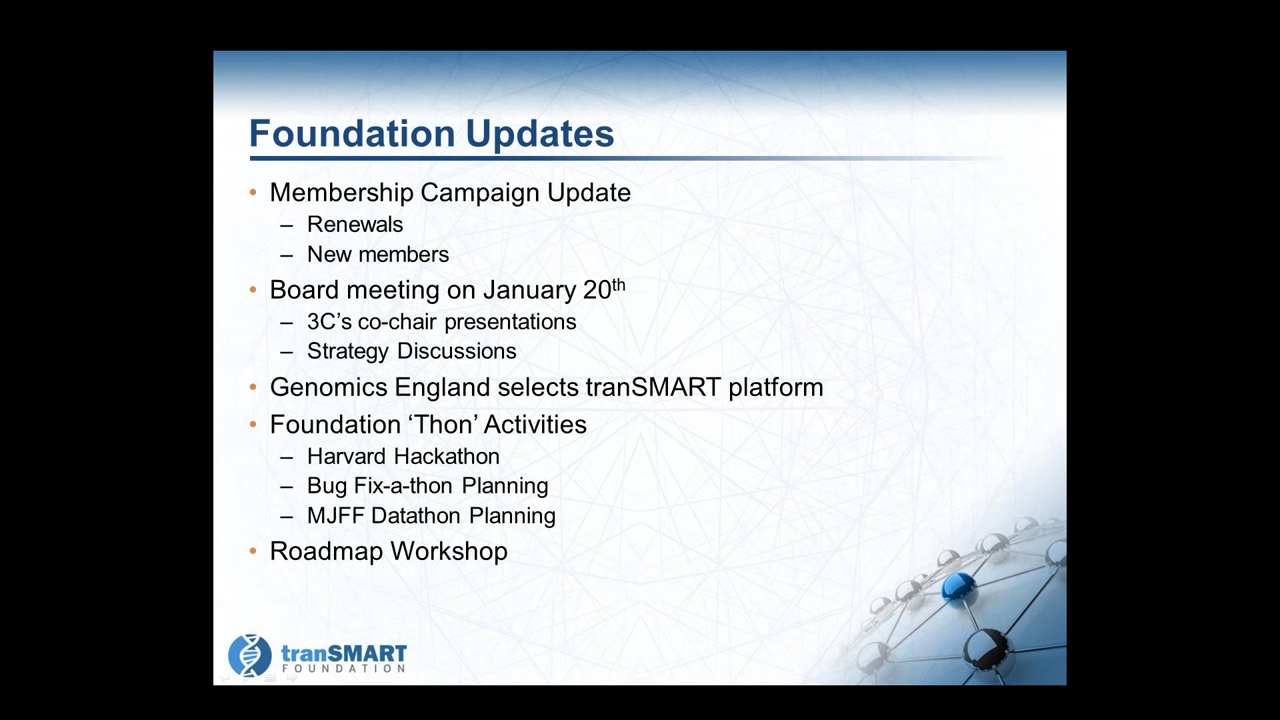 Foundation Updates
• Membership Campaign Update
– Renewals
– New members
• Board meeting on January 20th
– 3C’s co-chair presentations
– Strategy Discussions
• Genomics England selects tranSMART platform
• Foundation ‘Thon’ Activities
– Harvard Hackathon
– Bug Fix-a-thon Planning
– MJFF Datathon Planning
• Roadmap Workshop
tranSMART
FOUNDATION